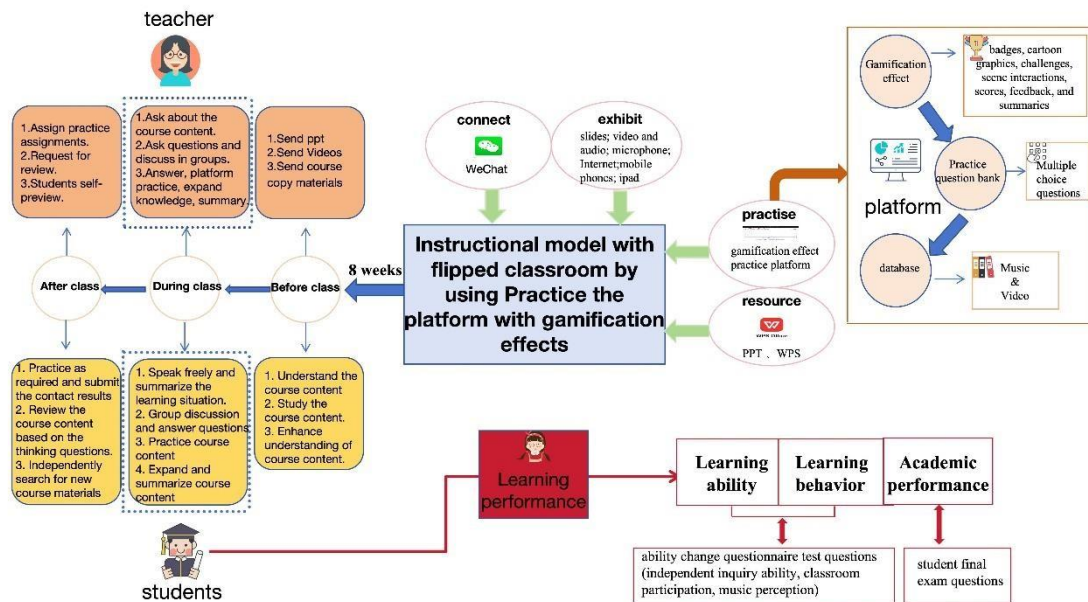 teacher
1.Assign practice
assignments.
2.Request for
review.
3.Students self-
preview.
1.Ask about the
course content.
2.Ask questions and
discuss in groups.
3.Answer, platform
practice, expand
knowledge, summary.
1.Send ppt
2.Send Videos
3.Send course
copy materials
After class
During class
Before class
8 weeks
1. Practice as
required and submit
the contact results
2. Review the
course content
based on the
thinking questions.
3. Independently
search for new
course materials
1. Speak freely and
summarize the
learning situation.
2. Group discussion
and answer questions
3. Practice course
content
4. Expand and
summarize course
content
1. Understand the
course content
2. Study the
course content.
3. Enhance
understanding of
course content.
students
connect
WeChat
exhibit
slides; video and
audio; microphone;
Internet;mobile
phones; ipad
Instructional model with
flipped classroom by
using Practice the
platform with gamification
effects
practise
gamification effect
practice platform
resource
PPT 、WPS
Gamification
effect
badges, cartoon
graphics, challenges,
scene interactions,
scores, feedback, and
summaries
Practice
question bank
Multiple
choice
questions
platform
database
Music
&
Video
Learning
performance
Learning
ability
Learning
behavior
Academic
performance
ability change questionnaire test questions
(independent inquiry ability, classroom
participation, music perception)
student final
exam questions